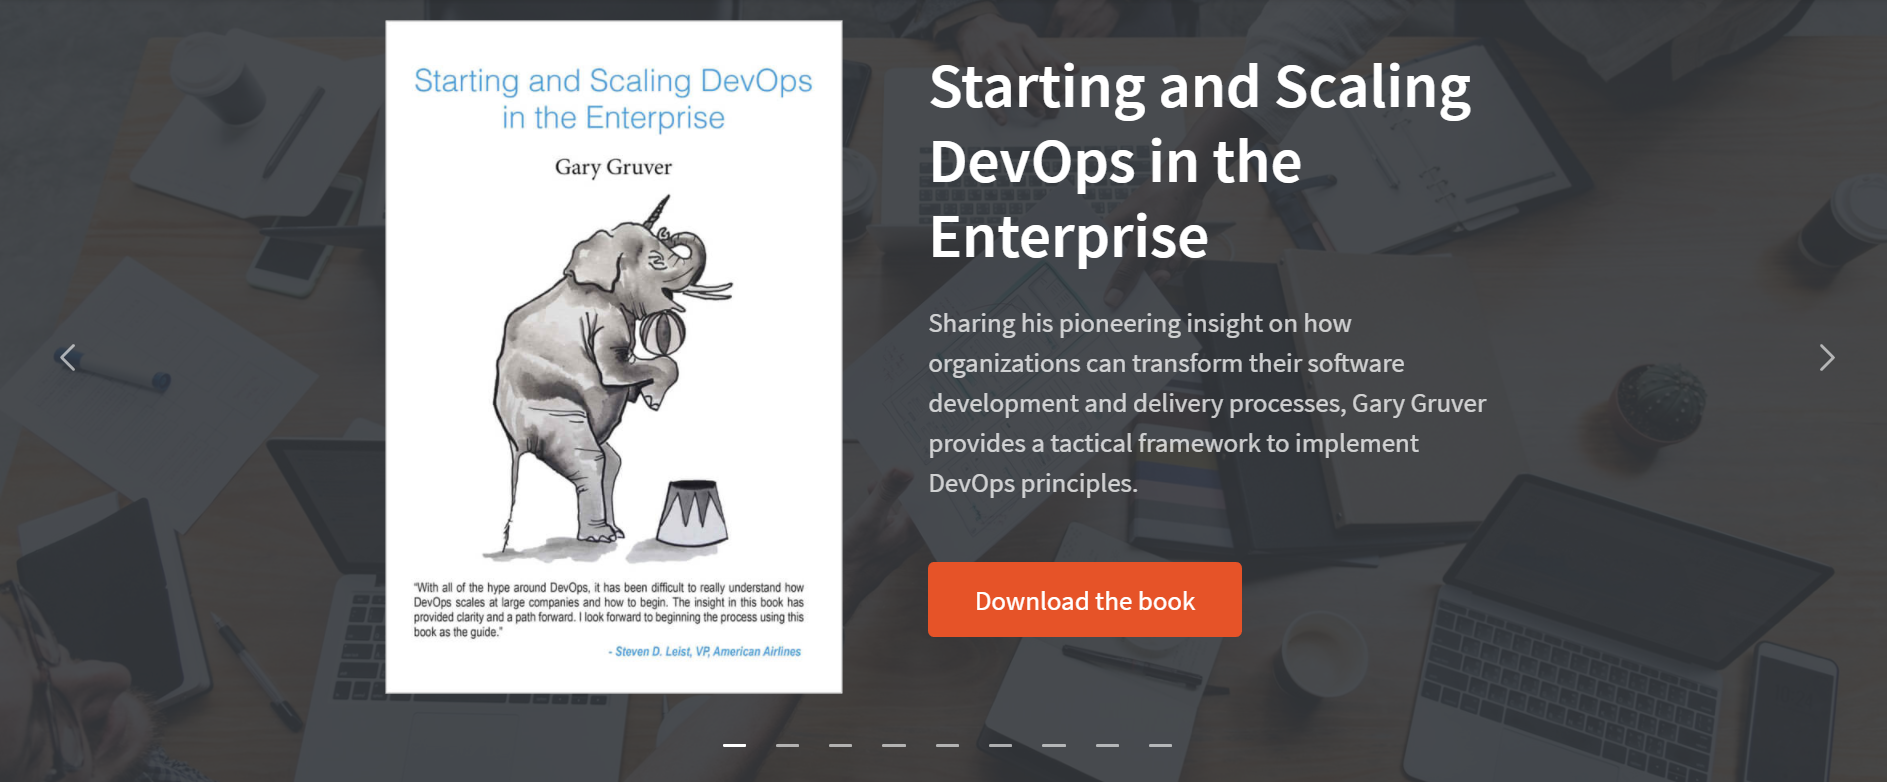 Starting and Scaling DevOps
in the Enterprise
Gary Gruver
"With all of the hype around DevOps, it has been difficult to really understand how
DevOps scales at large companies and how to begin. The insight in this book has
provided clarity and a path forward. I look forward to beginning the process using this
book as the guide."
- Steven D. Leist, VP, American Airlines
Starting and Scaling
DevOps in the
Enterprise
Sharing his pioneering insight on how
organizations can transform their software
development and delivery processes, Gary Gruver
provides a tactical framework to implement
DevOps principles.
Download the book